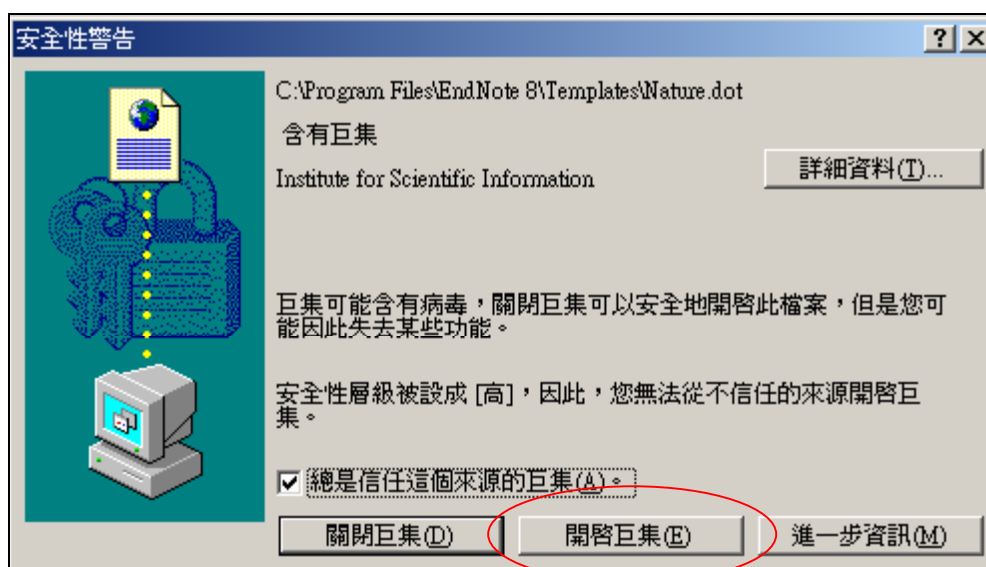 安全性警告
C:\Program Files\EndNote 8\Templates\Nature.dot
含有巨集
詳細資料(T)...
Institute for Scientific Information
巨集可能含有病毒，關閉巨集可以安全地開啓此檔案，但是您可
能因此失去某些功能。
安全性層級被設成 [高]，因此，您無法從不信任的來源開啓巨
集。
總是信任這個來源的巨集(A)。
關閉巨集(D)
開啓巨集(E)
進一步資訊(M)